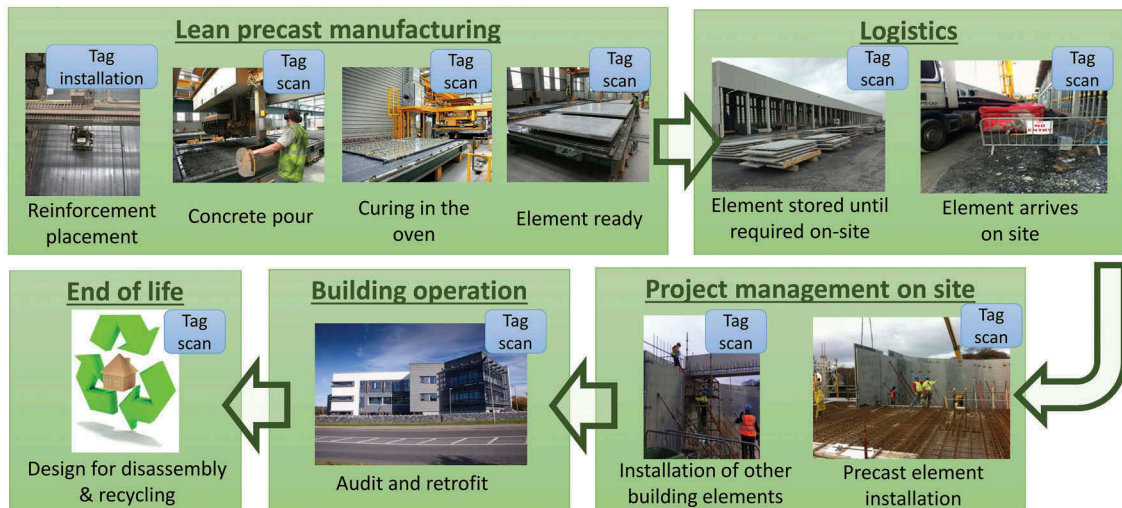 Lean precast manufacturing
Tag
installation
Tag
scan
Tag
scan
Tag
scan
Reinforcement
placement
Concrete pour
Curing in the
oven
Element ready
Logistics
Tag
scan
Tag
scan
NO
ENTRY
Element stored until
required on-site
Element arrives
on site
End of life
Tag
scan
Design for disassembly
& recycling
Building operation
Tag
scan
Audit and retrofit
Project management on site
Tag
scan
Tag
scan
Installation of other
building elements
Precast element
installation